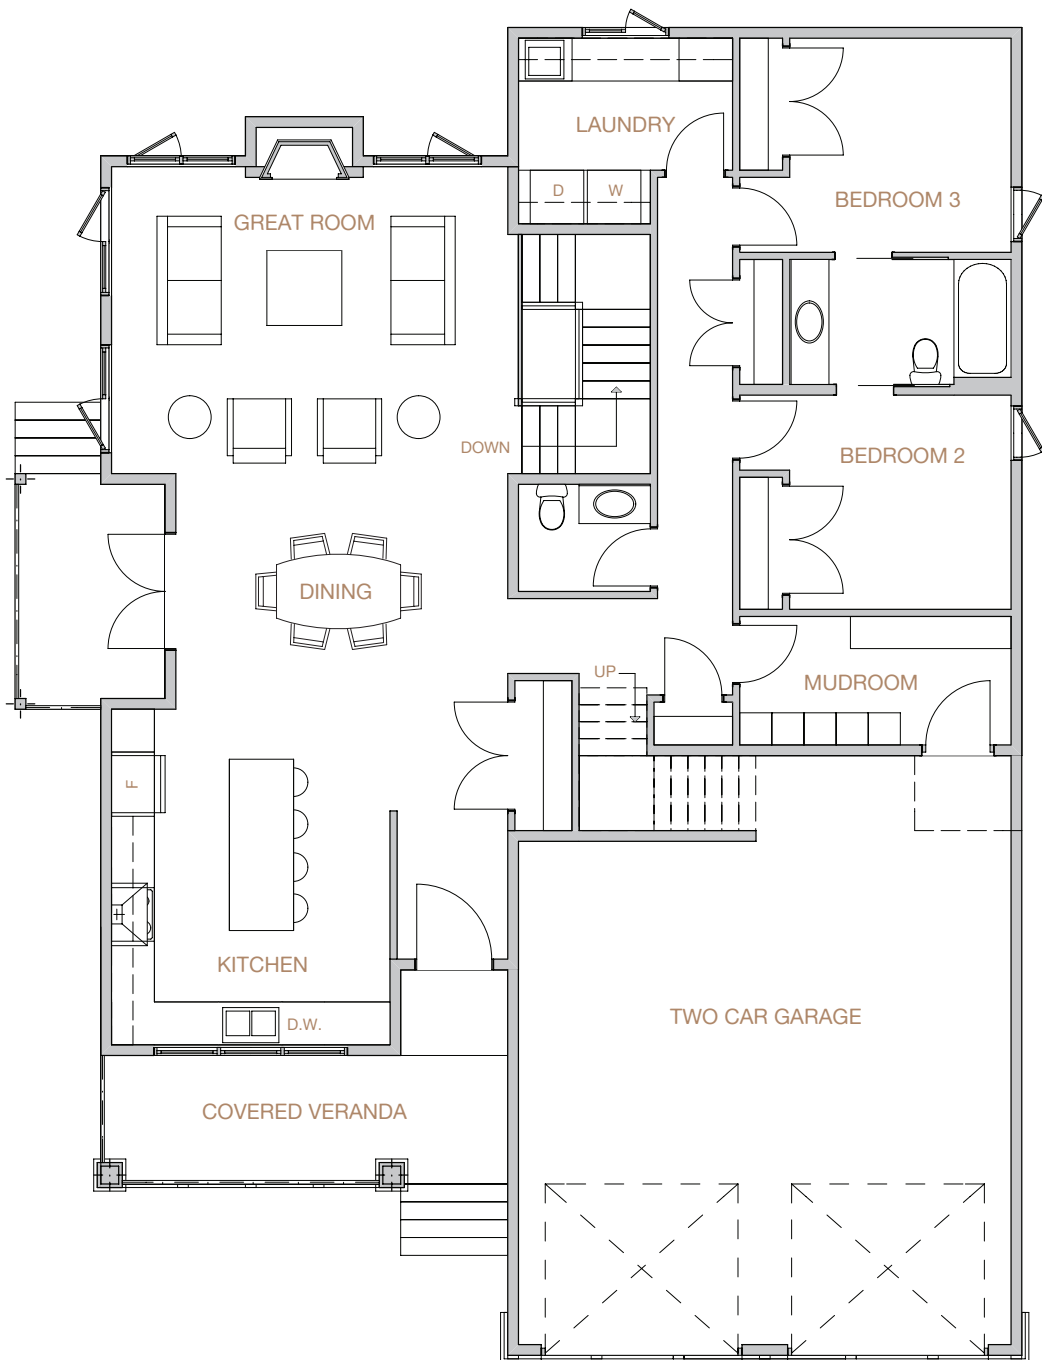 LAUNDRY
D
W
BEDROOM 3
GREAT ROOM
DOWN
BEDROOM 2
DINING
UP
MUDROOM
F
KITCHEN
D.W.
TWO CAR GARAGE
COVERED VERANDA